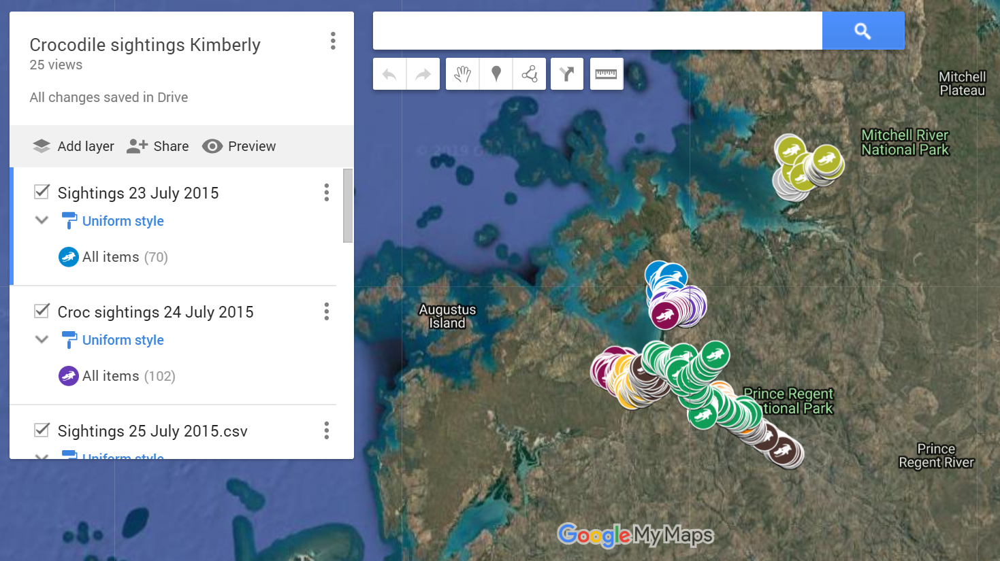 Crocodile sightings Kimberly
25 views
All changes saved in Drive
Add layer
Share
Preview
Sightings 23 July 2015
Uniform style
All items (70)
Croc sightings 24 July 2015
Uniform style
All items (102)
Sightings 25 July 2015.csv
Uniform style
© 2019
Mitchell
Plateau
Mitchell River
National Park
Augustus
Island
Prince Regent
tional Park
Prince
Regent River
Google My Maps